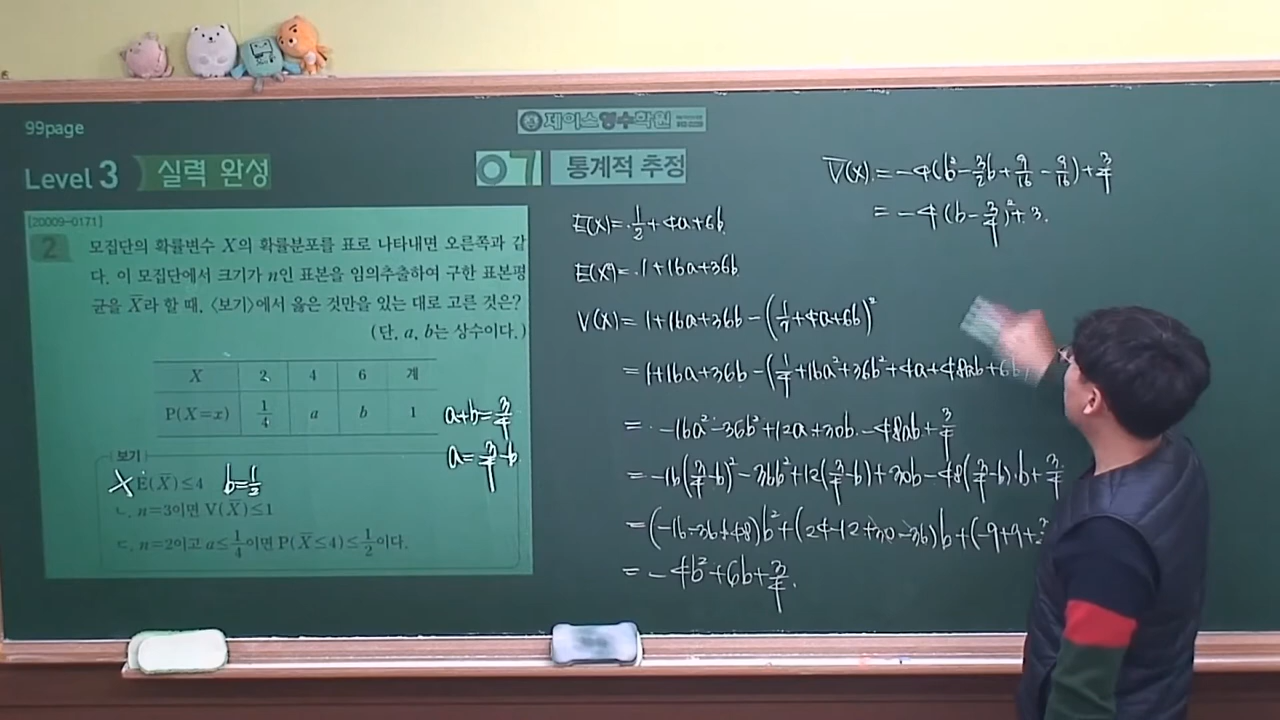 99page
제이스영수학원
Level 3 실력 완성
07 통계적 추정
[20009-0171]
2 모집단의 확률변수 X의 확률분포를 표로 나타내면 오른쪽과 같
다. 이 모집단에서 크기가 n인 표본을 임의추출하여 구한 표본평
균을 X̄라 할 때, 〈보기〉에서 옳은 것만을 있는 대로 고른 것은?
(단, a, b는 상수이다.)
X 2 4 6 계
P(X=x) 1/4 a b 1
a+b=3/4
a=3/4-b
보기
X E(X̄)≤4 b=1/2
ㄴ. n=3이면 V(X̄)≤1
ㄷ. n=2이고 a≤1/4이면 P(X̄≤4)≤1/2이다.
E(X)=1/2+4a+6b
E(X²)=1+16a+36b
V(X)=1+16a+36b-(1/2+4a+6b)²
=1+16a+36b-(1/4+16a²+36b²+4a+48ab+6b)
=-16a²-36b²+12a+30b-48ab+3/4
=-16(3/4-b)²-36b²+12(3/4-b)+30b-48(3/4-b)·b+3/4
=(-16-36+48)b²+(24-12+30-36)b+(-9+9+
=-4b²+6b+3/4.
V(X)=-4(b²-3/2b+9/16-9/16)+3/4
=-4(b-3/4)²+3.